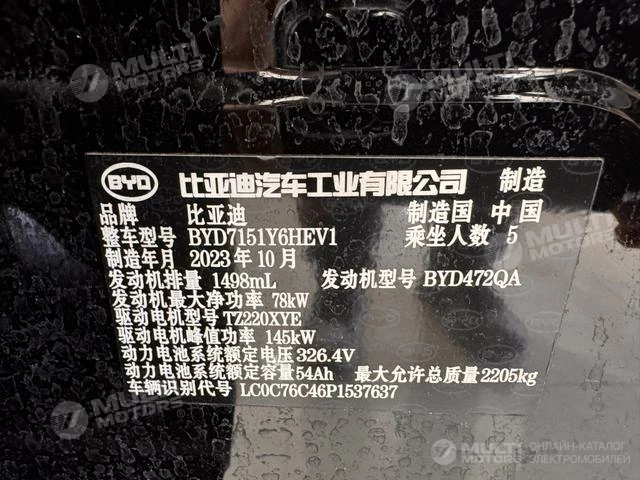 MULTI MOTORS
MULTI MOTORS
BYD 比亚迪汽车工业有限公司 制造
品牌 比亚迪 制造国 中国
整车型号 BYD7151Y6HEV1 乘坐人数 5
制造年月 2023年10月
发动机排量 1498mL 发动机型号 BYD472QA
发动机最大净功率 78kW
驱动电机型号 TZ220XYE
驱动电机峰值功率 145kW
动力电池系统额定电压 326.4V
动力电池系统额定容量 54Ah 最大允许总质量 2205kg
车辆识别代号 LC0C76C46P1537637
MULTI MOTORS ОНЛАЙН-КАТАЛОГ
ЭЛЕКТРОМОБИЛЕЙ